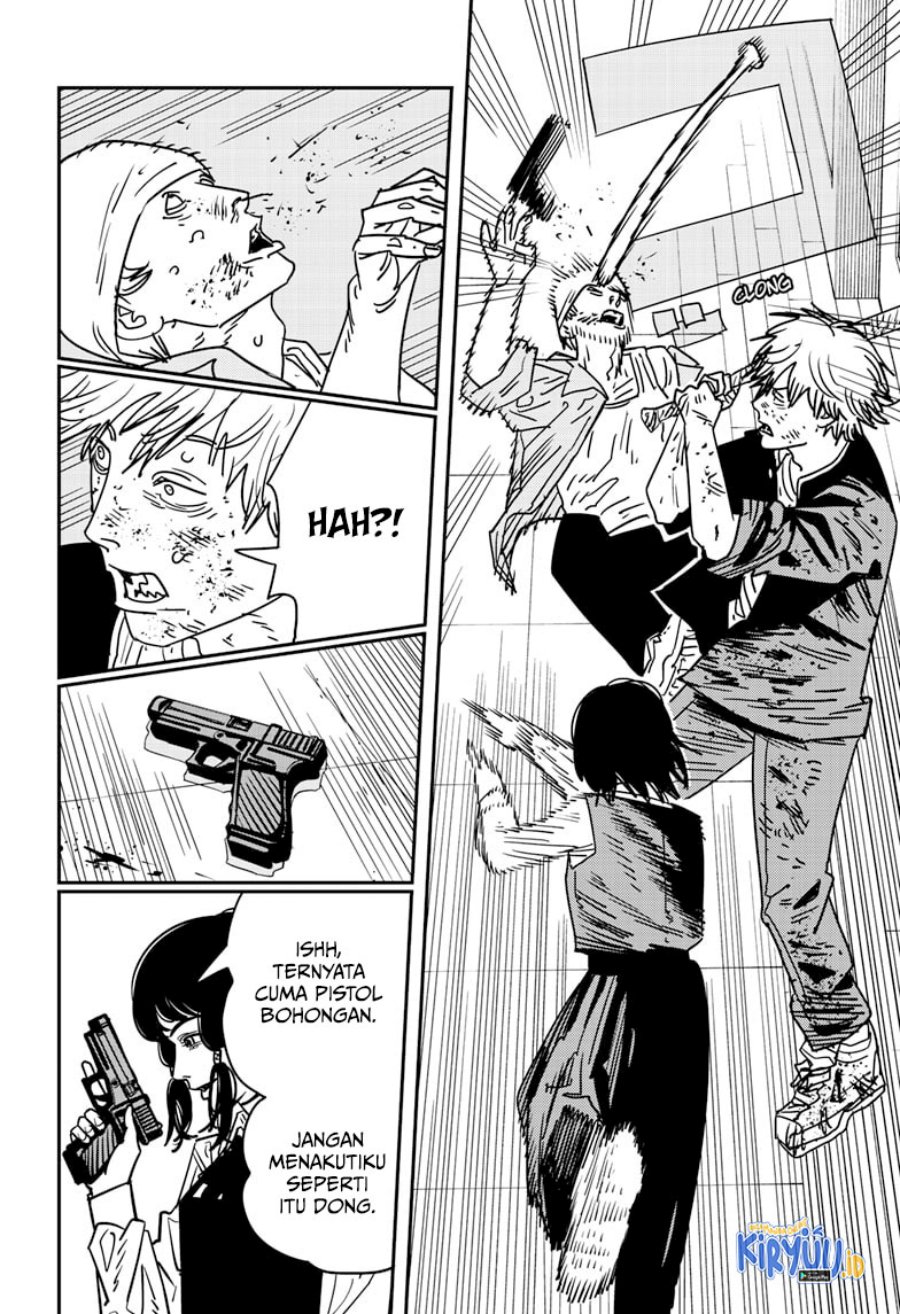 CLONG
HAH?!
ISHH,
TERNYATA
CUMA PISTOL
BOHONGAN.
JANGAN
MENAKUTIKU
SEPERTI
ITU DONG.
KIRYUU.ID